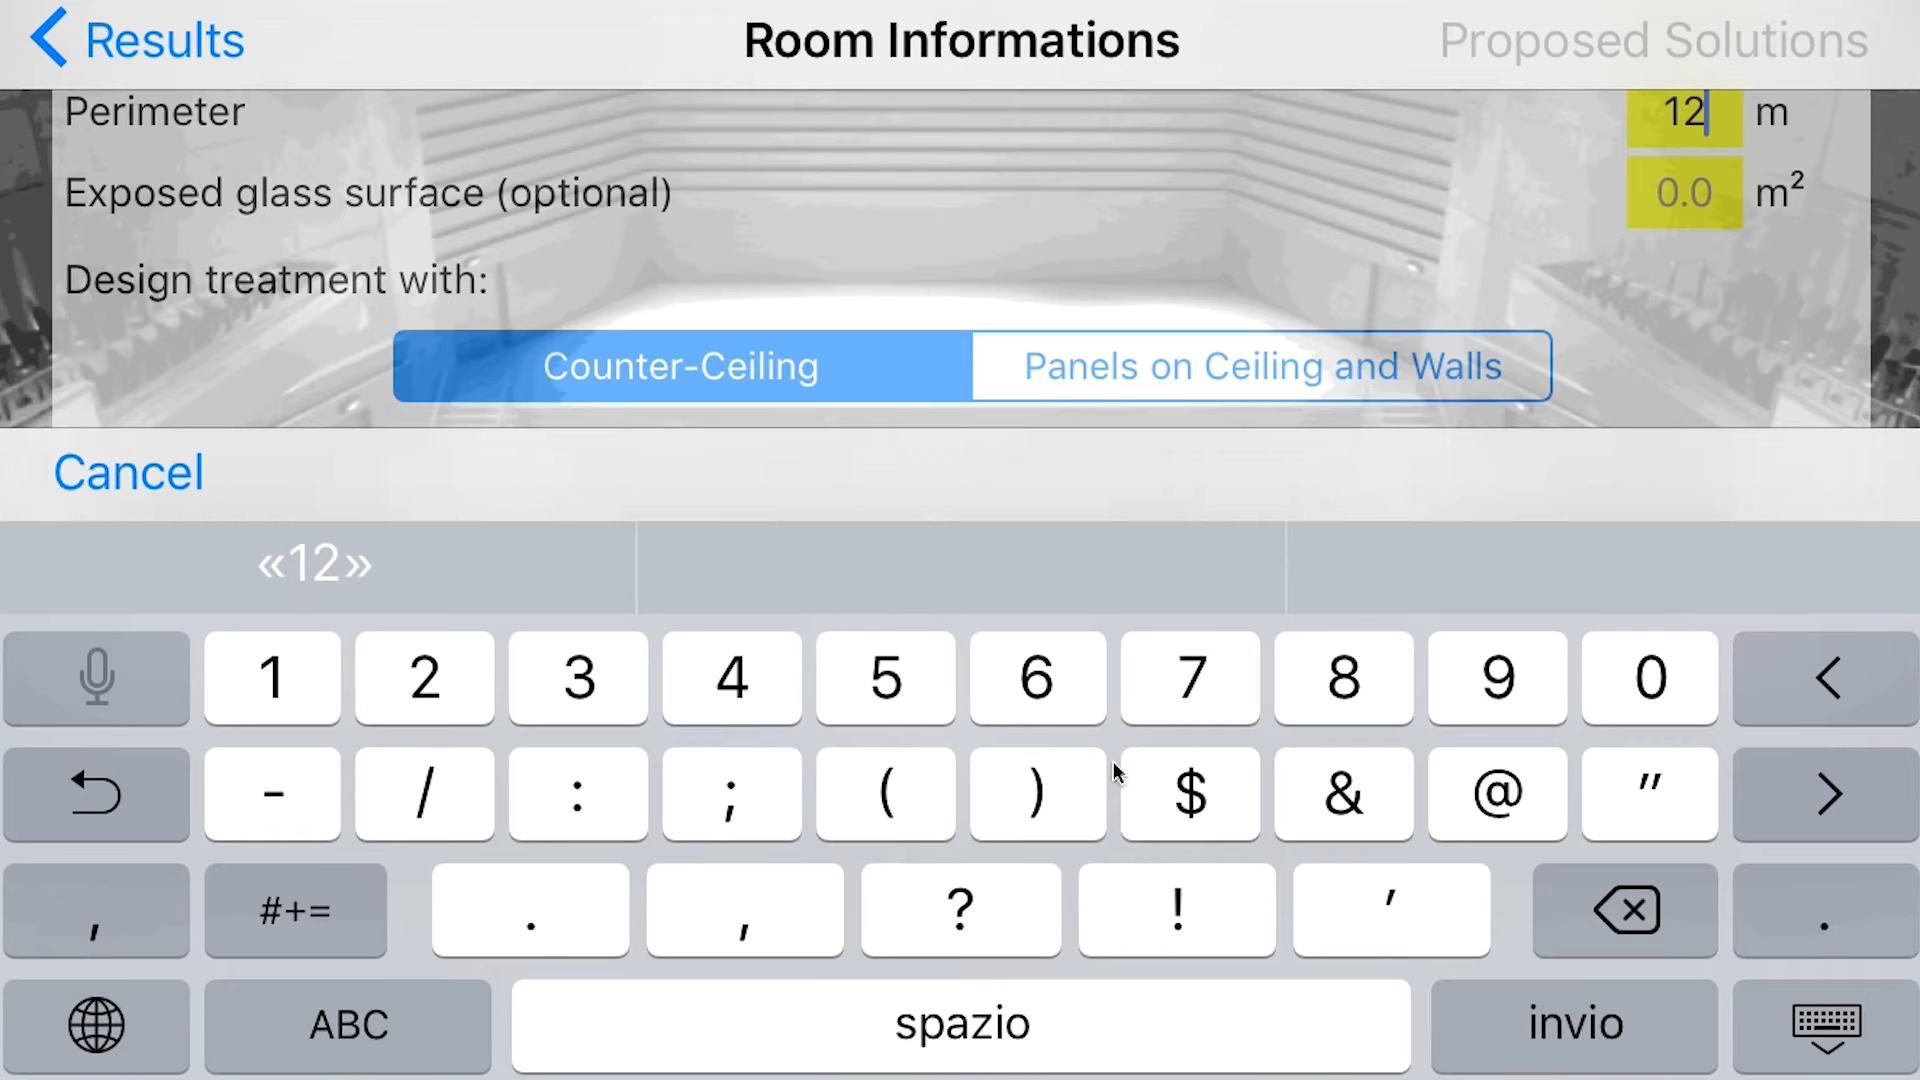 Results Room Informations Proposed Solutions
Perimeter 12 m
Exposed glass surface (optional) 0.0 m²
Design treatment with:
Counter-Ceiling Panels on Ceiling and Walls
Cancel
«12»
1 2 3 4 5 6 7 8 9 0 <
- / : ; ( ) $ & @ " >
, #+= . , ? ! ' .
ABC spazio invio